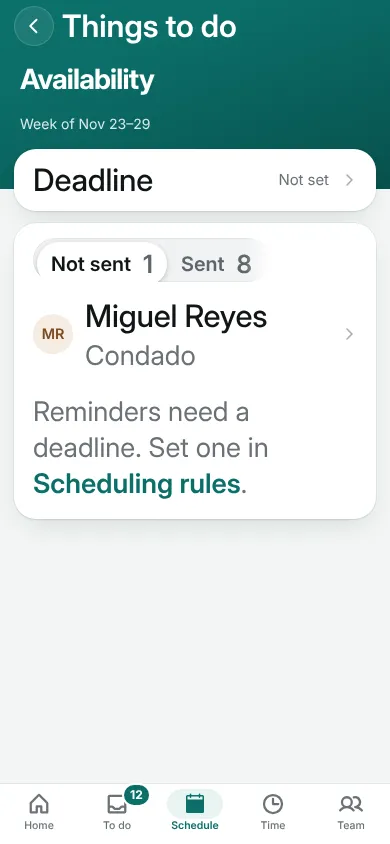 Things to do
Availability
Week of Nov 23–29
Deadline
Not set
Not sent 1 Sent 8
MR
Miguel Reyes
Condado
Reminders need a
deadline. Set one in
Scheduling rules.
12
Home To do Schedule Time Team